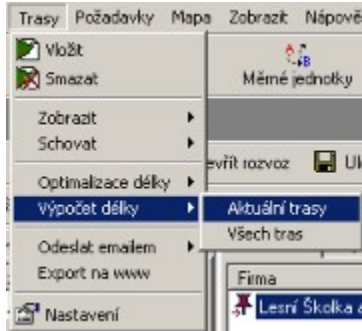 Trasy Požadavky Mapa Zobrazit
Vložit
Smazat
Měrné jednotky
Zobrazit
Schovat
evřít rozvoz
Optimalizace délky
Výpočet délky
Aktuální trasy
Všech tras
Odeslat emailem
Export na www
Firma
Lesní Školka
Nastavení